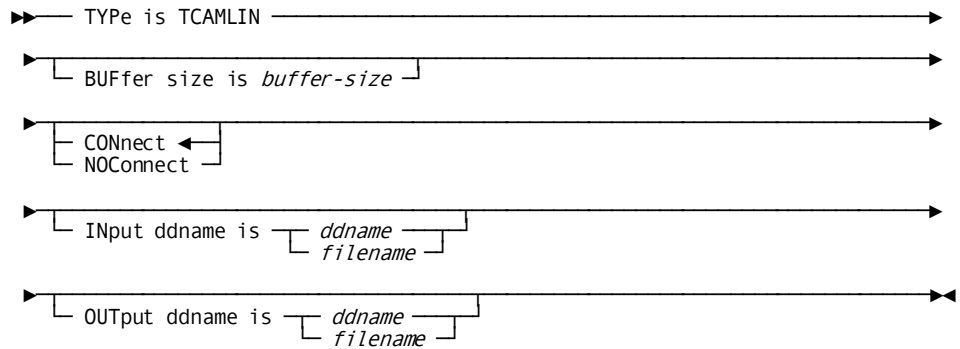 TYPe is TCAMLIN
BUFfer size is buffer-size
CONnect
NOConnect
INput ddname is ddname
filename
OUTput ddname is ddname
filename